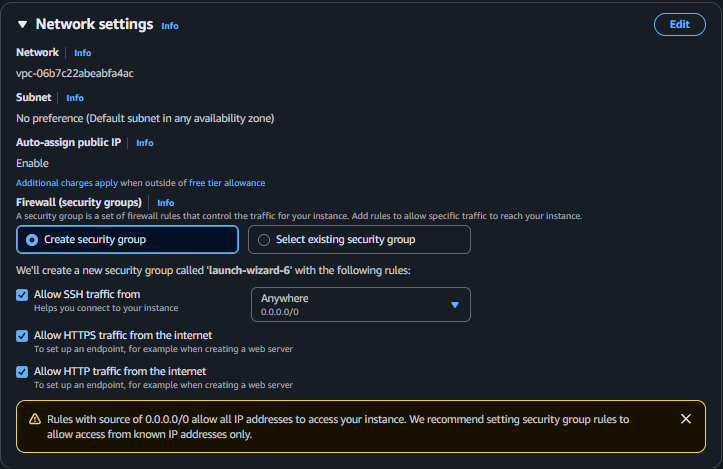 Network settings Info
Edit
Network Info
vpc-06b7c22abeabfa4ac
Subnet Info
No preference (Default subnet in any availability zone)
Auto-assign public IP Info
Enable
Additional charges apply when outside of free tier allowance
Firewall (security groups) Info
A security group is a set of firewall rules that control the traffic for your instance. Add rules to allow specific traffic to reach your instance.
Create security group
Select existing security group
We'll create a new security group called 'launch-wizard-6' with the following rules:
Allow SSH traffic from
Helps you connect to your instance
Anywhere
0.0.0.0/0
Allow HTTPS traffic from the internet
To set up an endpoint, for example when creating a web server
Allow HTTP traffic from the internet
To set up an endpoint, for example when creating a web server
Rules with source of 0.0.0.0/0 allow all IP addresses to access your instance. We recommend setting security group rules to
allow access from known IP addresses only.